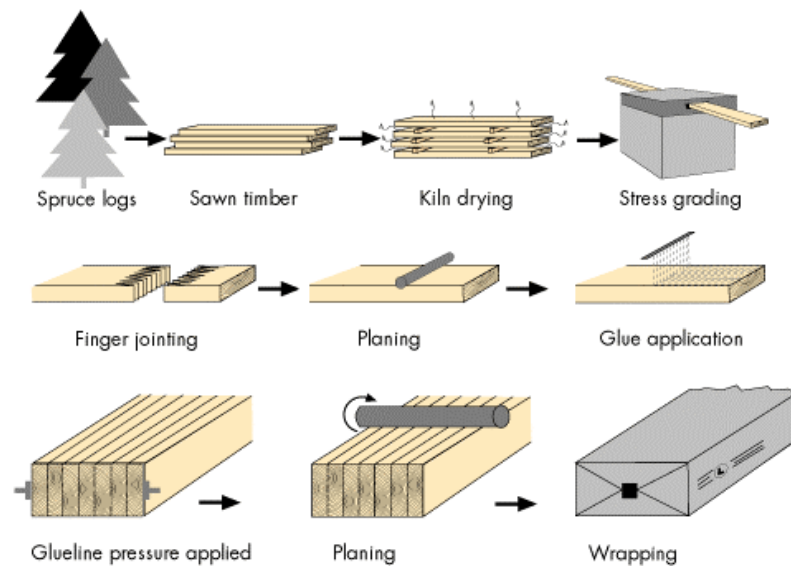 Spruce logs
Sawn timber
Kiln drying
Stress grading
Finger jointing
Planing
Glue application
Glueline pressure applied
Planing
Wrapping